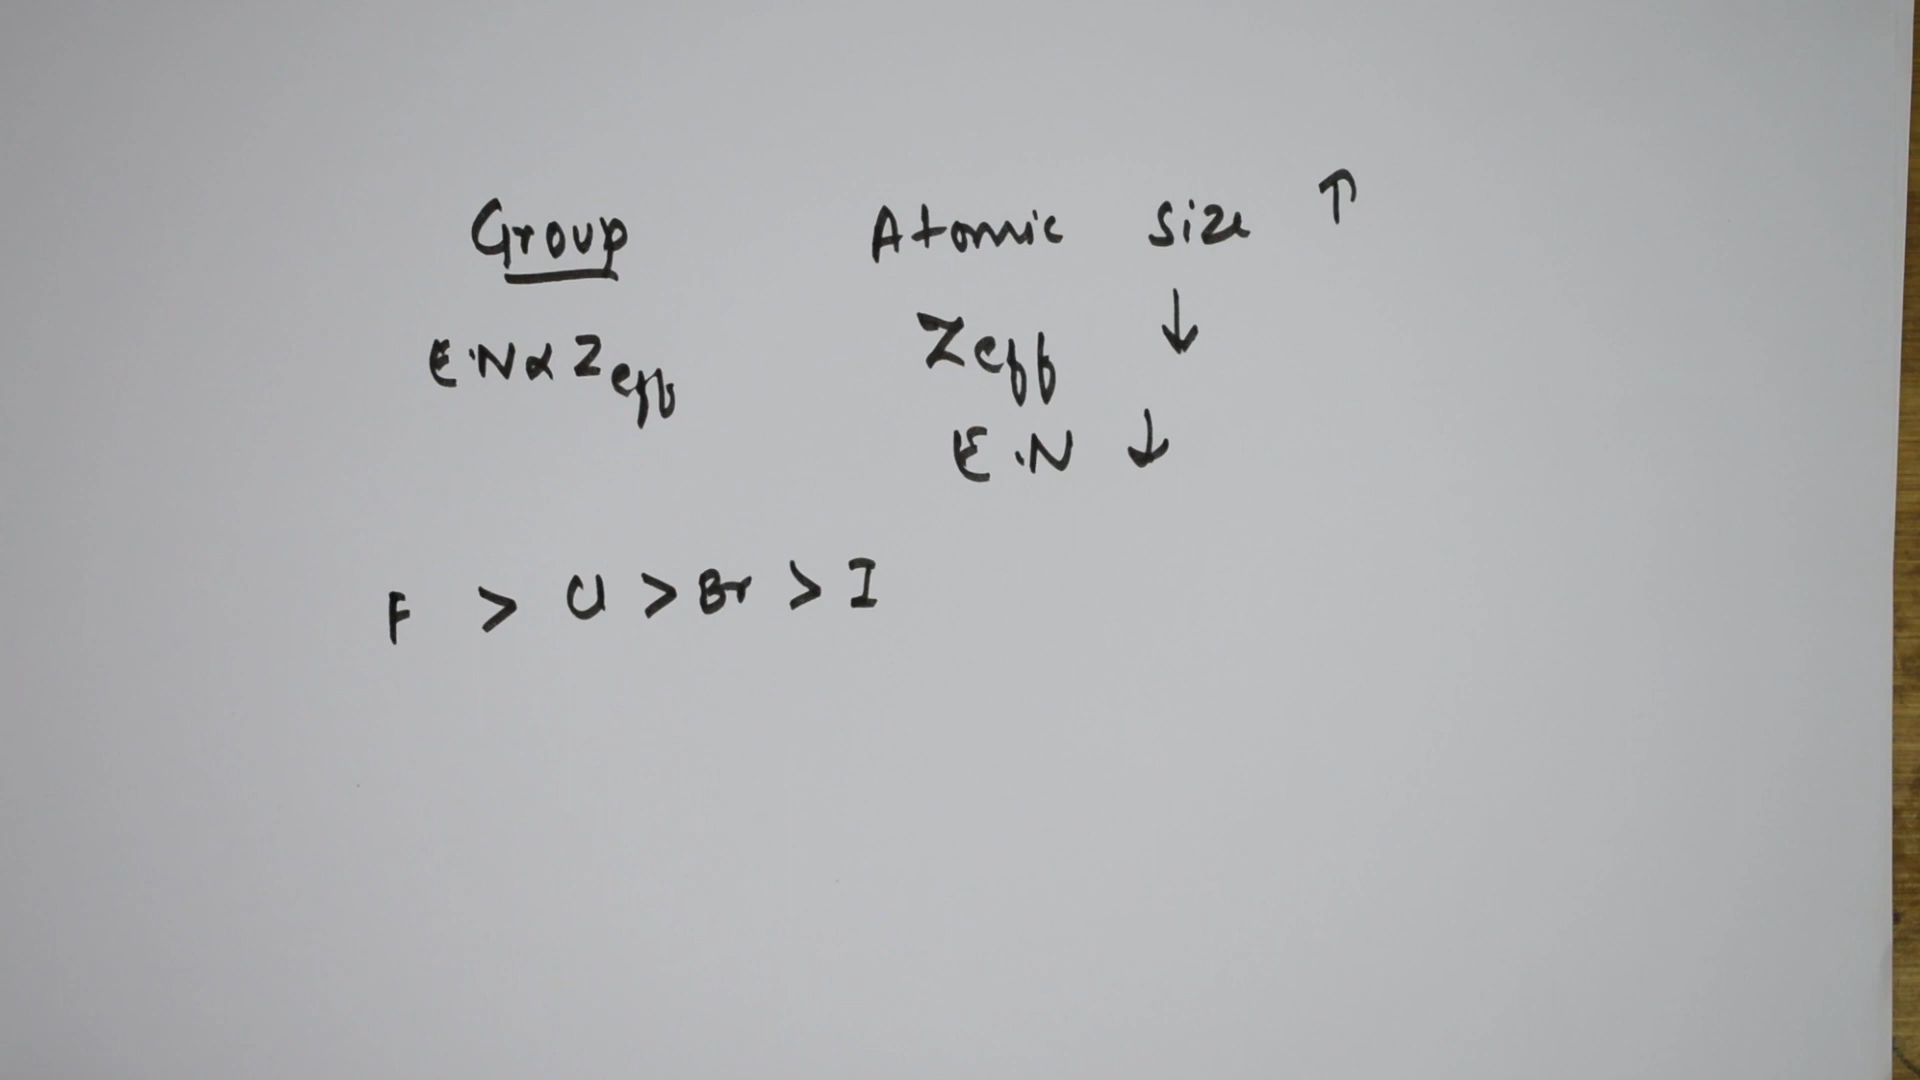 Group
E.N ∝ Zeff
Atomic size ↑
Zeff ↓
E.N ↓
F > Cl > Br > I